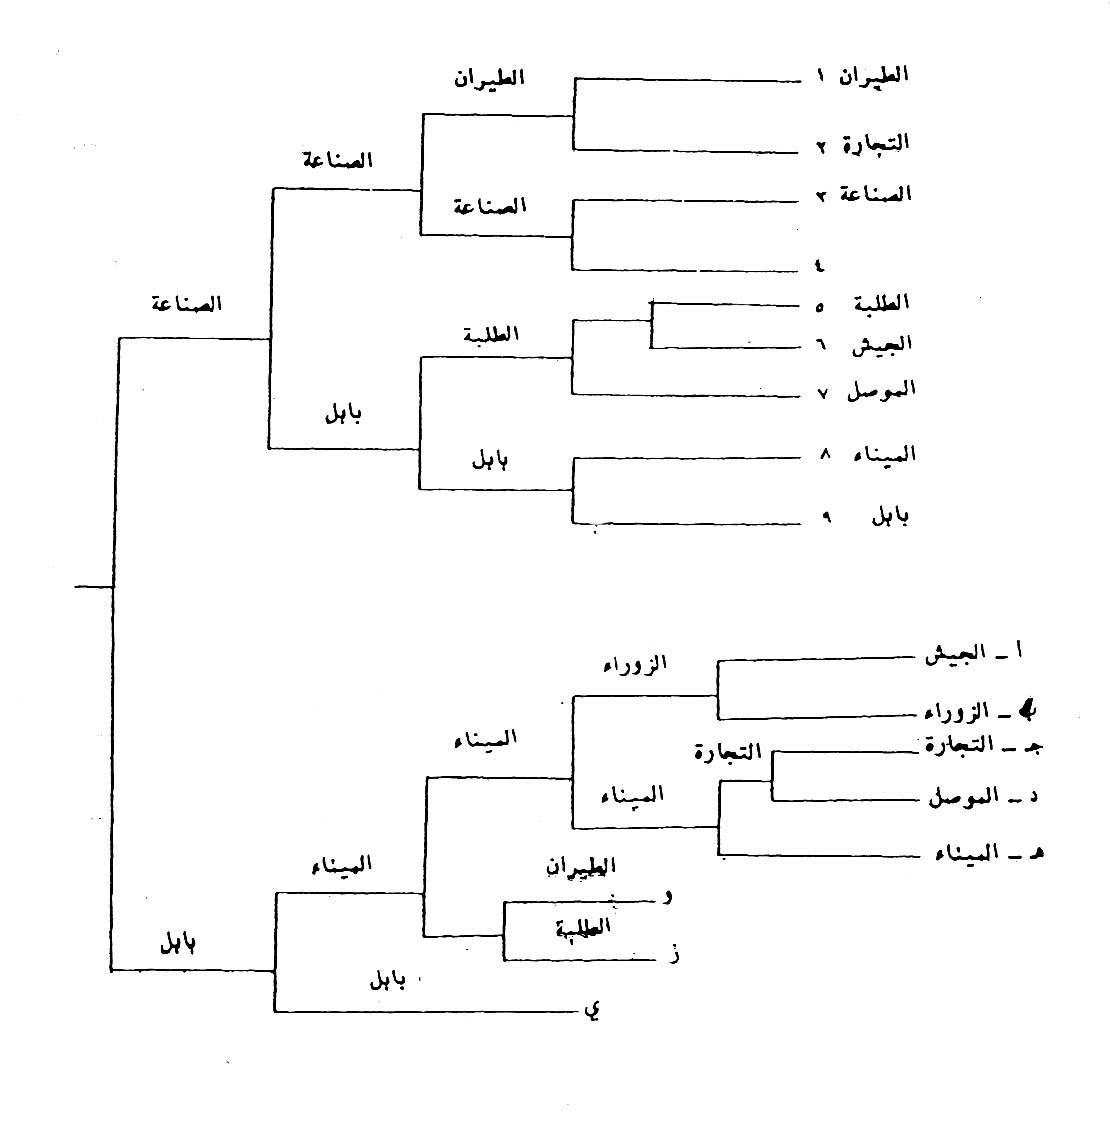 الطيران
١ الطيران
٢ التجارة
الصناعة
الصناعة
٣ الصناعة
٤
الصناعة
الطلبة
٥ الطلبة
٦ الجيش
٧ الموصل
بابل
بابل
٨ الميناء
٩ بابل
الزوراء
أ ـ الجيش
ب ـ الزوراء
الميناء
التجارة
جـ ـ التجارة
الميناء
د ـ الموصل
هـ ـ الميناء
الميناء
الطيران
و
الطلبة
ز
بابل
بابل
ي